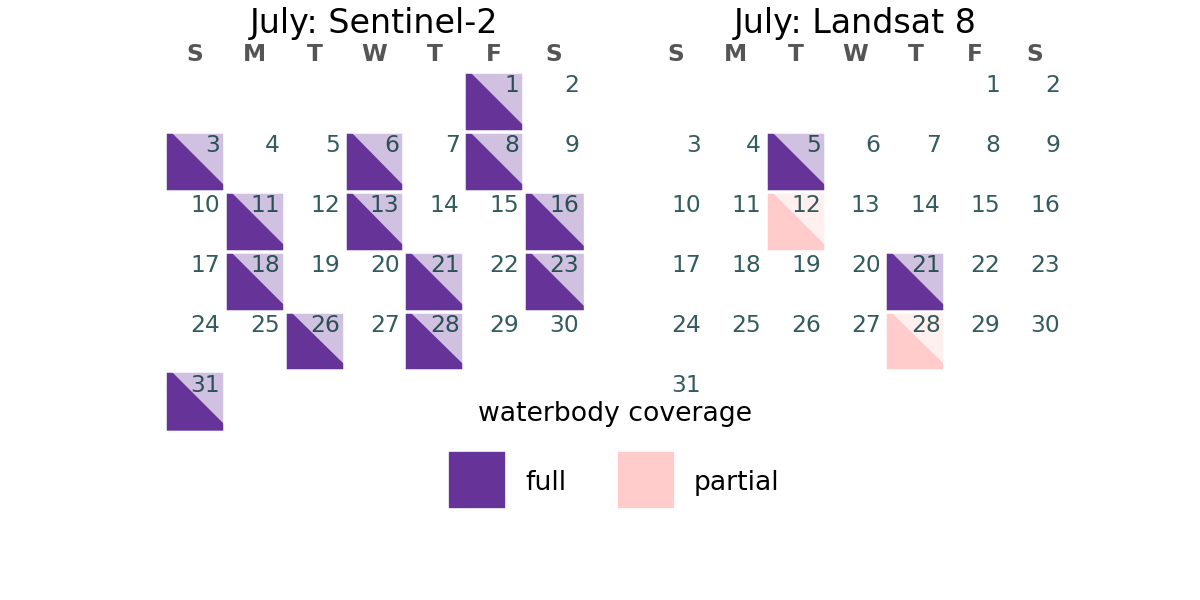 July: Sentinel-2
S M T W T F S
1 2
3 4 5 6 7 8 9
10 11 12 13 14 15 16
17 18 19 20 21 22 23
24 25 26 27 28 29 30
31
July: Landsat 8
S M T W T F S
1 2
3 4 5 6 7 8 9
10 11 12 13 14 15 16
17 18 19 20 21 22 23
24 25 26 27 28 29 30
31
waterbody coverage
full partial